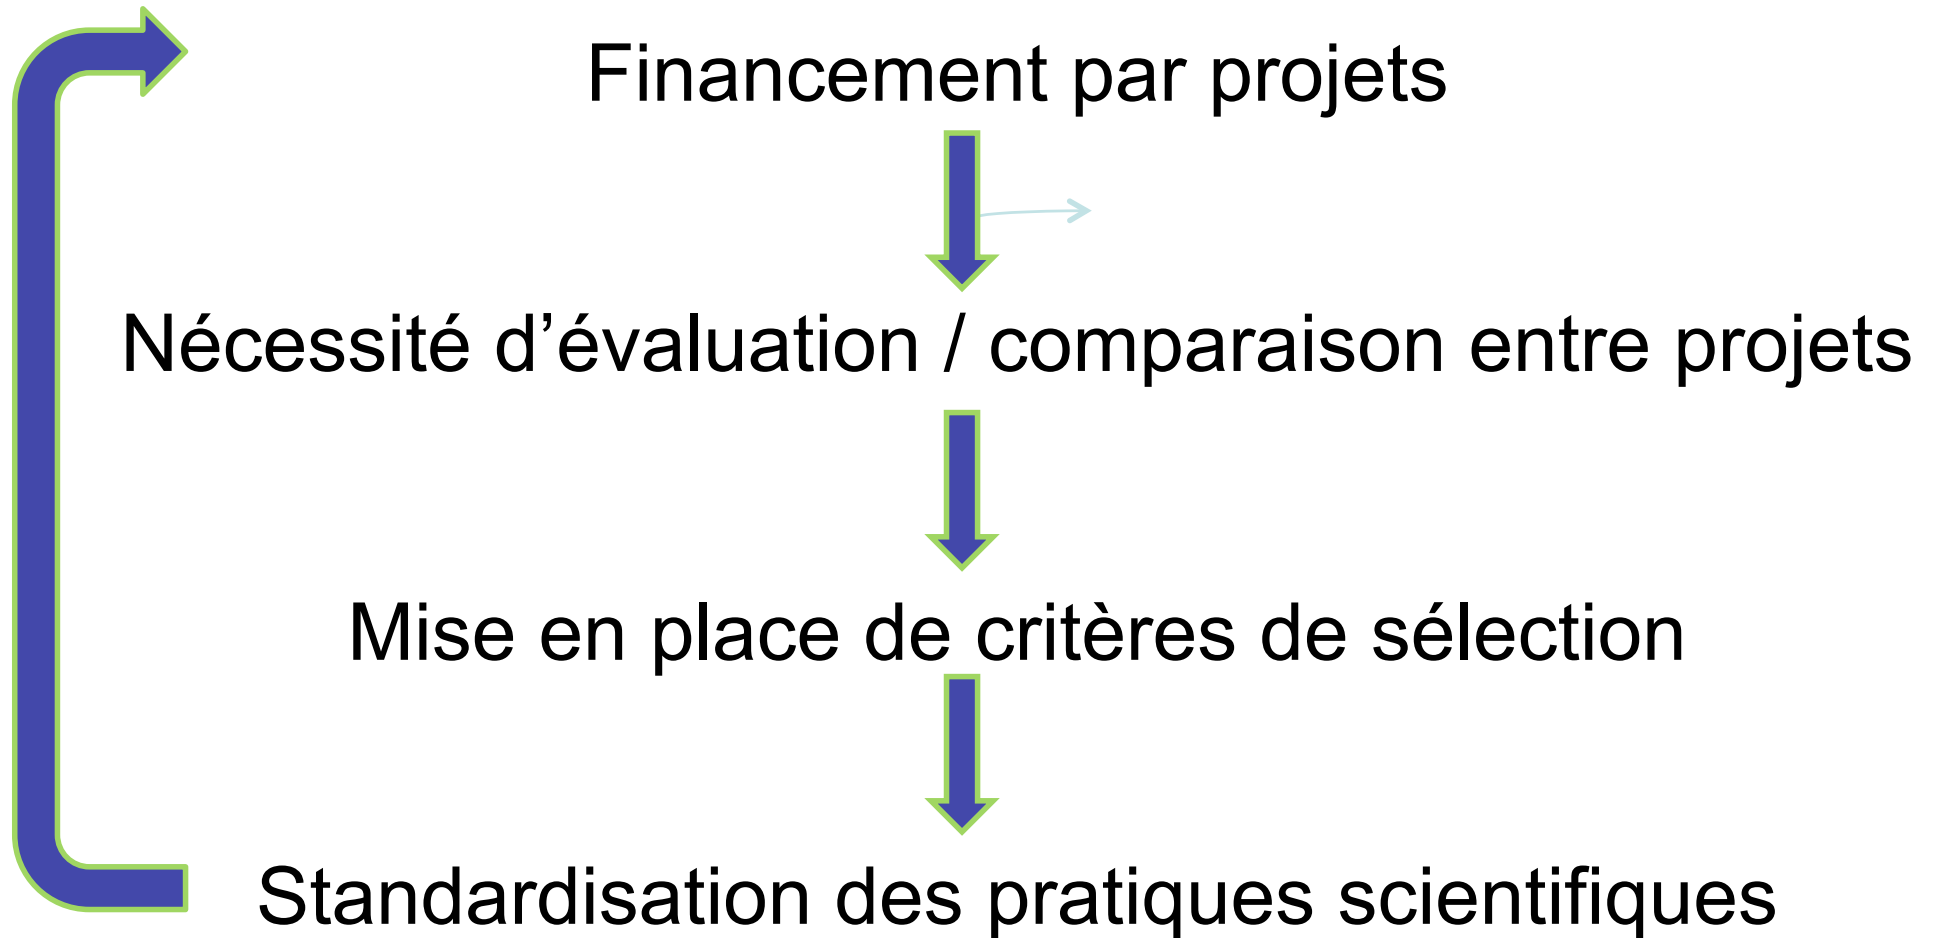 Financement par projets
Nécessité d’évaluation / comparaison entre projets
Mise en place de critères de sélection
Standardisation des pratiques scientifiques